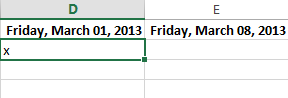 D E
Friday, March 01, 2013 Friday, March 08, 2013
x